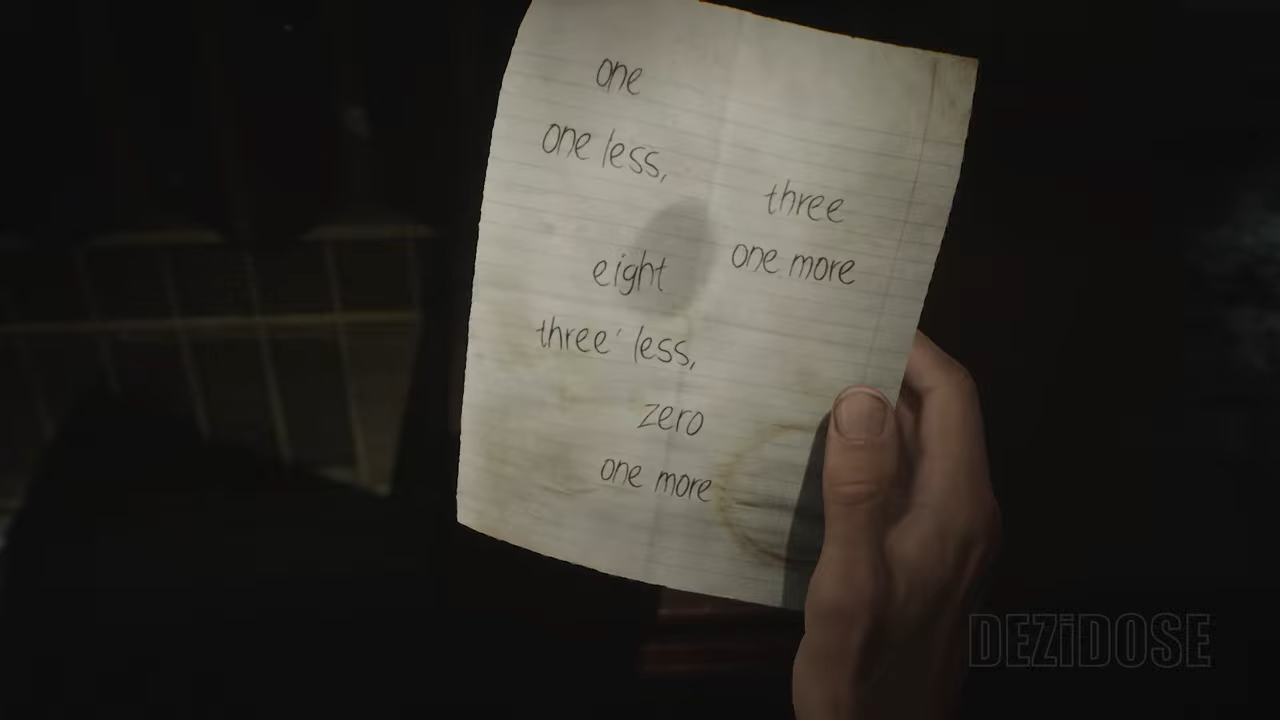 one
one less,
three
one more
eight
three' less,
zero
one more
DEZiDOSE